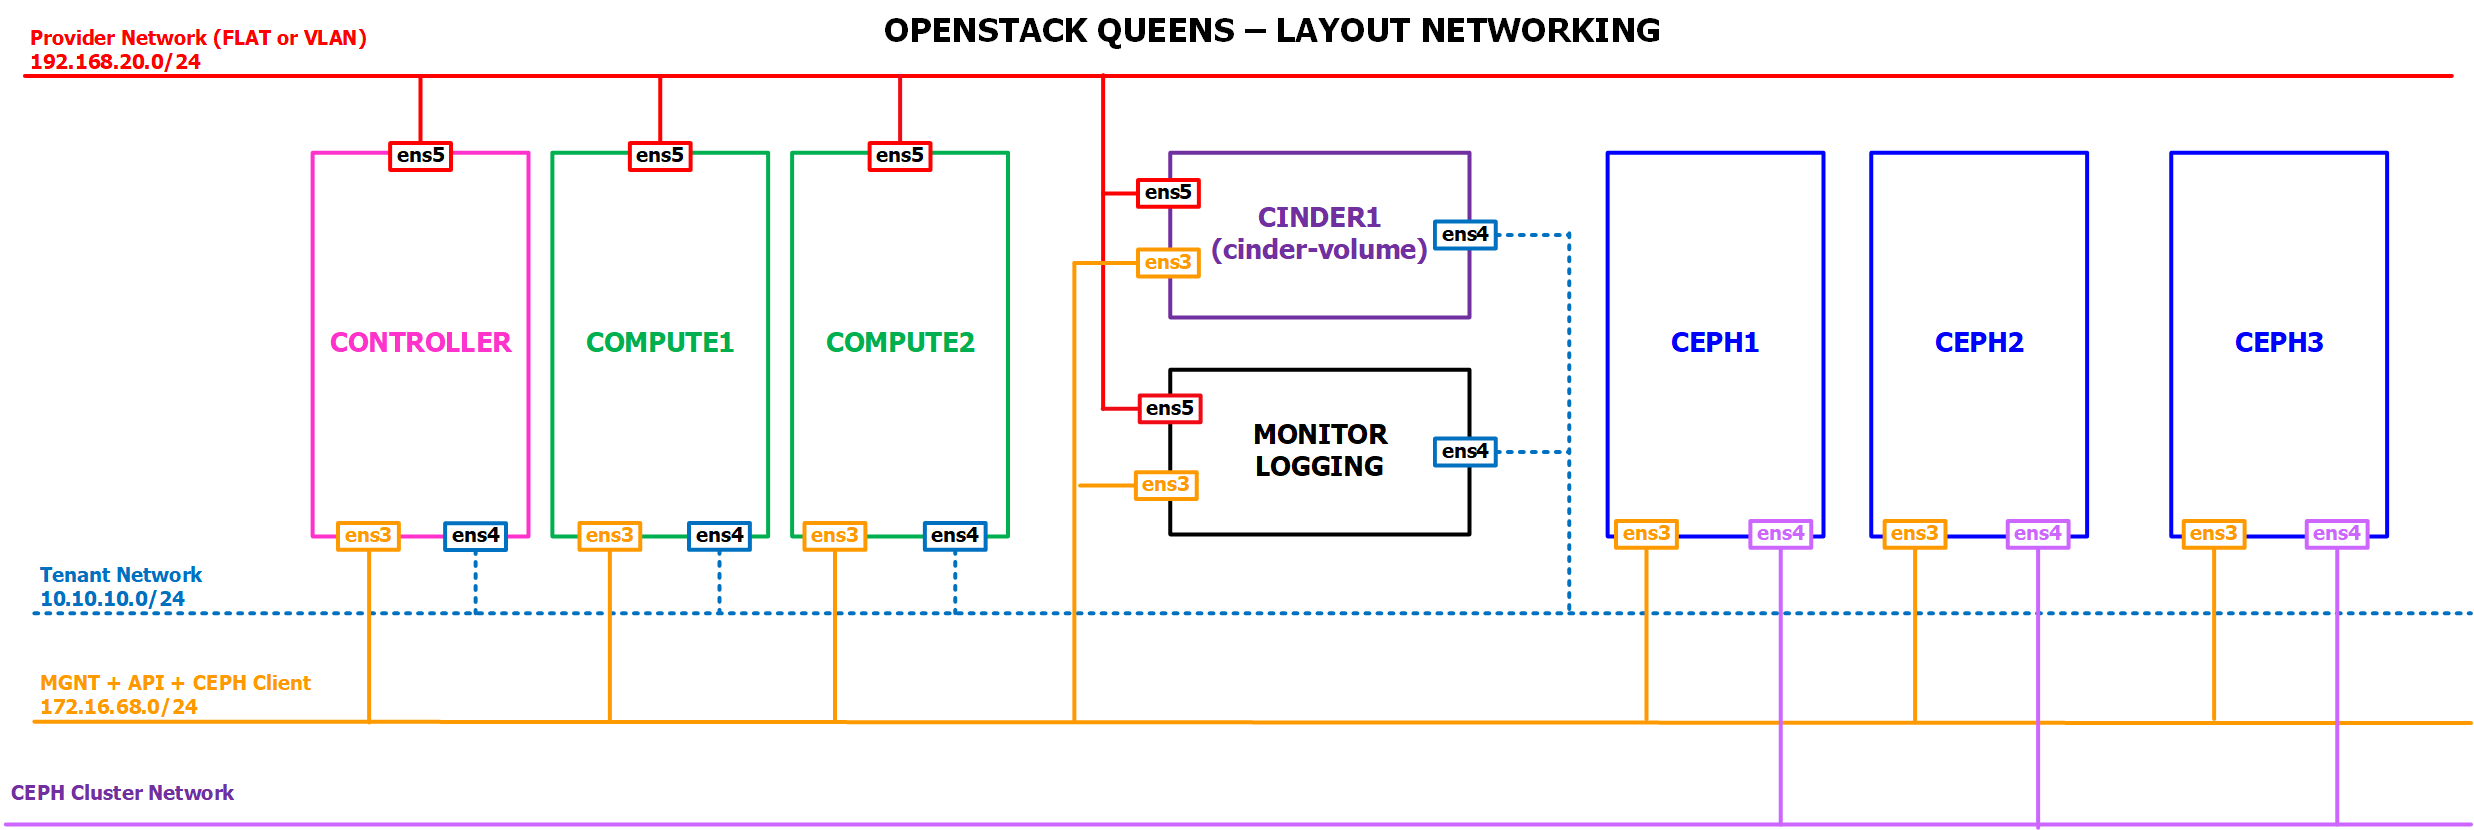 OPENSTACK QUEENS – LAYOUT NETWORKING
Provider Network (FLAT or VLAN)
192.168.20.0/24
ens5
ens5
ens5
ens5
CINDER1
(cinder-volume)
ens4
ens3
CONTROLLER
COMPUTE1
COMPUTE2
CEPH1
CEPH2
CEPH3
ens5
MONITOR
LOGGING
ens4
ens3
ens3
ens4
ens3
ens4
ens3
ens4
ens3
ens4
ens3
ens4
ens3
ens4
Tenant Network
10.10.10.0/24
MGNT + API + CEPH Client
172.16.68.0/24
CEPH Cluster Network